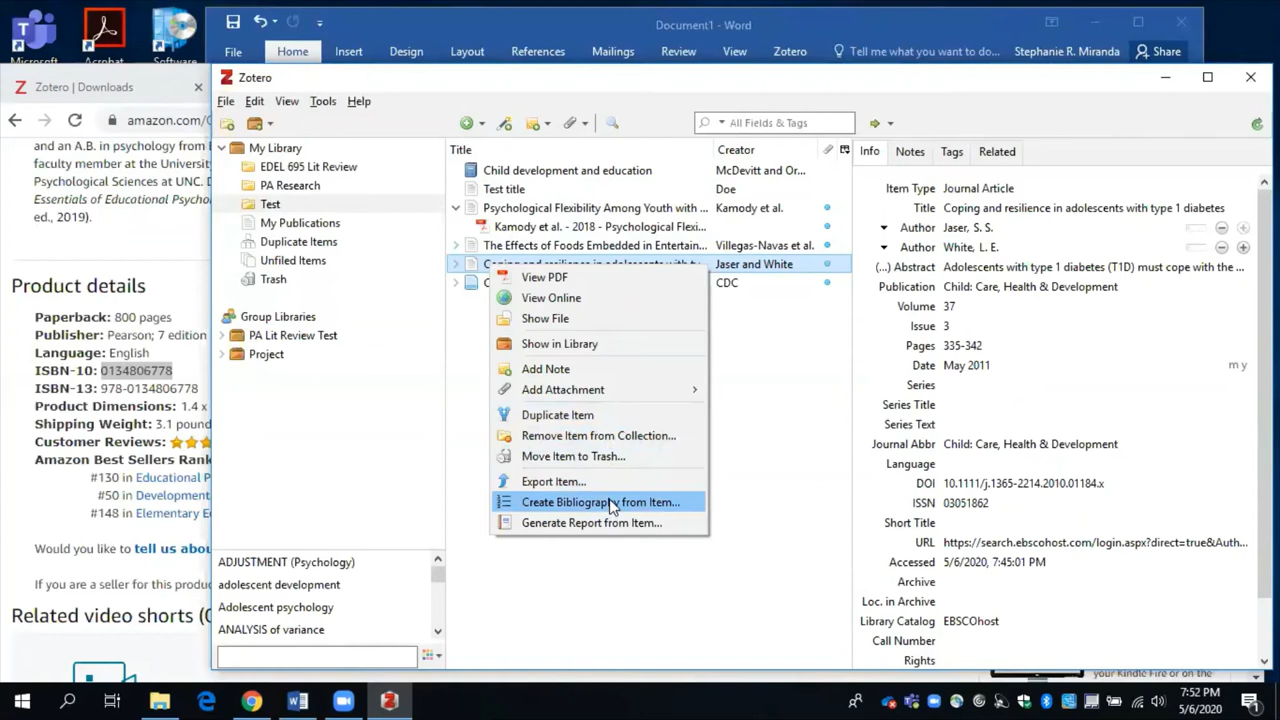 Document1 - Word
File
Home
Insert
Design
Layout
References
Mailings
Review
View
Zotero
Tell me what you want to do...
Stephanie R. Miranda
Share
Microsoft
Acrobat
Software
Zotero | Downloads
amazon.com/
and an A.B. in psychology from
faculty member at the University
Psychological Sciences at UNC. D
Essentials of Educational Psychol
ed., 2019).
Product details
Paperback: 800 pages
Publisher: Pearson; 7 edition
Language: English
ISBN-10: 0134806778
ISBN-13: 978-0134806778
Product Dimensions: 1.4 x
Shipping Weight: 3.1 pound
Customer Reviews:
Amazon Best Sellers Rank
#130 in Educational P
#50 in Development
#148 in Elementary E
Would you like to tell us abou
If you are a seller for this produc
Related video shorts (0
Zotero
File
Edit
View
Tools
Help
All Fields & Tags
My Library
EDEL 695 Lit Review
PA Research
Test
My Publications
Duplicate Items
Unfiled Items
Trash
Group Libraries
PA Lit Review Test
Project
ADJUSTMENT (Psychology)
adolescent development
Adolescent psychology
ANALYSIS of variance
Title
Creator
Child development and education
McDevitt and Or...
Test title
Doe
Psychological Flexibility Among Youth with ...
Kamody et al.
Kamody et al. - 2018 - Psychological Flexi...
The Effects of Foods Embedded in Entertain...
Villegas-Navas et al.
Coping and resilience in adolescents with ty...
Jaser and White
C
CDC
View PDF
View Online
Show File
Show in Library
Add Note
Add Attachment
Duplicate Item
Remove Item from Collection...
Move Item to Trash...
Export Item...
Create Bibliography from Item...
Generate Report from Item...
Info
Notes
Tags
Related
Item Type Journal Article
Title Coping and resilience in adolescents with type 1 diabetes
Author Jaser, S. S.
Author White, L. E.
(...) Abstract Adolescents with type 1 diabetes (T1D) must cope with the ...
Publication Child: Care, Health & Development
Volume 37
Issue 3
Pages 335-342
Date May 2011 m y
Series
Series Title
Series Text
Journal Abbr Child: Care, Health & Development
Language
DOI 10.1111/j.1365-2214.2010.01184.x
ISSN 03051862
Short Title
URL https://search.ebscohost.com/login.aspx?direct=true&Auth...
Accessed 5/6/2020, 7:45:01 PM
Archive
Loc. in Archive
Library Catalog EBSCOhost
Call Number
Rights
your Kindle Fire or on the
7:52 PM
5/6/2020